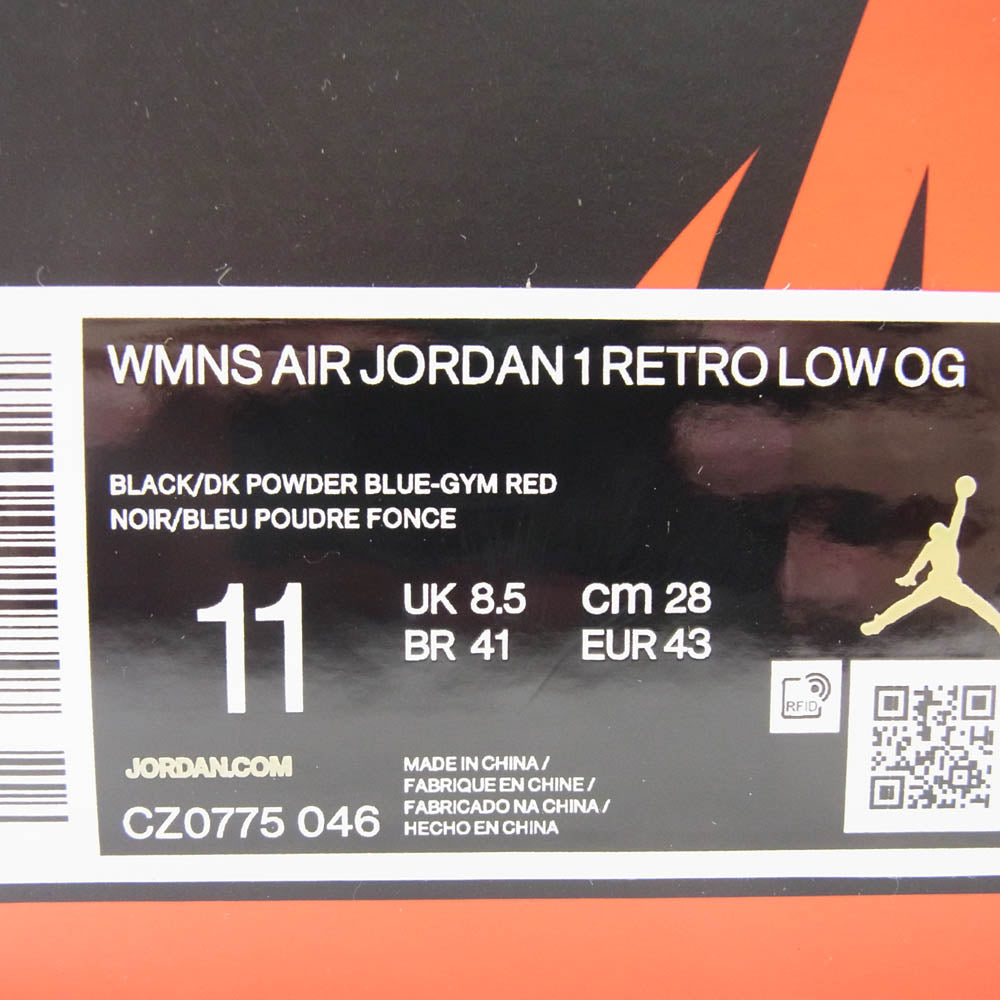 WMNS AIR JORDAN 1 RETRO LOW OG
BLACK/DK POWDER BLUE-GYM RED
NOIR/BLEU POUDRE FONCE
11
UK 8.5 cm 28
BR 41 EUR 43
RFID
JORDAN.COM
CZ0775 046
MADE IN CHINA /
FABRIQUE EN CHINE /
FABRICADO NA CHINA /
HECHO EN CHINA